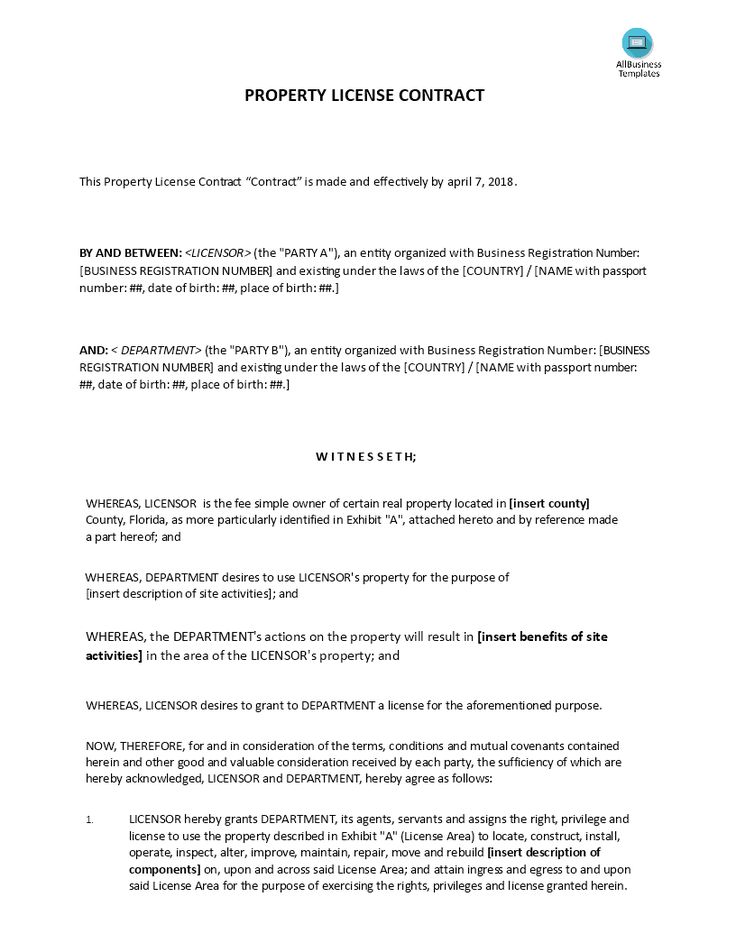 AllBusiness
Templates
PROPERTY LICENSE CONTRACT
This Property License Contract “Contract” is made and effectively by april 7, 2018.
BY AND BETWEEN: <LICENSOR> (the "PARTY A"), an entity organized with Business Registration Number:
[BUSINESS REGISTRATION NUMBER] and existing under the laws of the [COUNTRY] / [NAME with passport
number: ##, date of birth: ##, place of birth: ##.]
AND: < DEPARTMENT> (the "PARTY B"), an entity organized with Business Registration Number: [BUSINESS
REGISTRATION NUMBER] and existing under the laws of the [COUNTRY] / [NAME with passport number:
##, date of birth: ##, place of birth: ##.]
W I T N E S S E T H;
WHEREAS, LICENSOR is the fee simple owner of certain real property located in [insert county]
County, Florida, as more particularly identified in Exhibit "A", attached hereto and by reference made
a part hereof; and
WHEREAS, DEPARTMENT desires to use LICENSOR's property for the purpose of
[insert description of site activities]; and
WHEREAS, the DEPARTMENT's actions on the property will result in [insert benefits of site
activities] in the area of the LICENSOR's property; and
WHEREAS, LICENSOR desires to grant to DEPARTMENT a license for the aforementioned purpose.
NOW, THEREFORE, for and in consideration of the terms, conditions and mutual covenants contained
herein and other good and valuable consideration received by each party, the sufficiency of which are
hereby acknowledged, LICENSOR and DEPARTMENT, hereby agree as follows:
1. LICENSOR hereby grants DEPARTMENT, its agents, servants and assigns the right, privilege and
license to use the property described in Exhibit "A" (License Area) to locate, construct, install,
operate, inspect, alter, improve, maintain, repair, move and rebuild [insert description of
components] on, upon and across said License Area; and attain ingress and egress to and upon
said License Area for the purpose of exercising the rights, privileges and license granted herein.